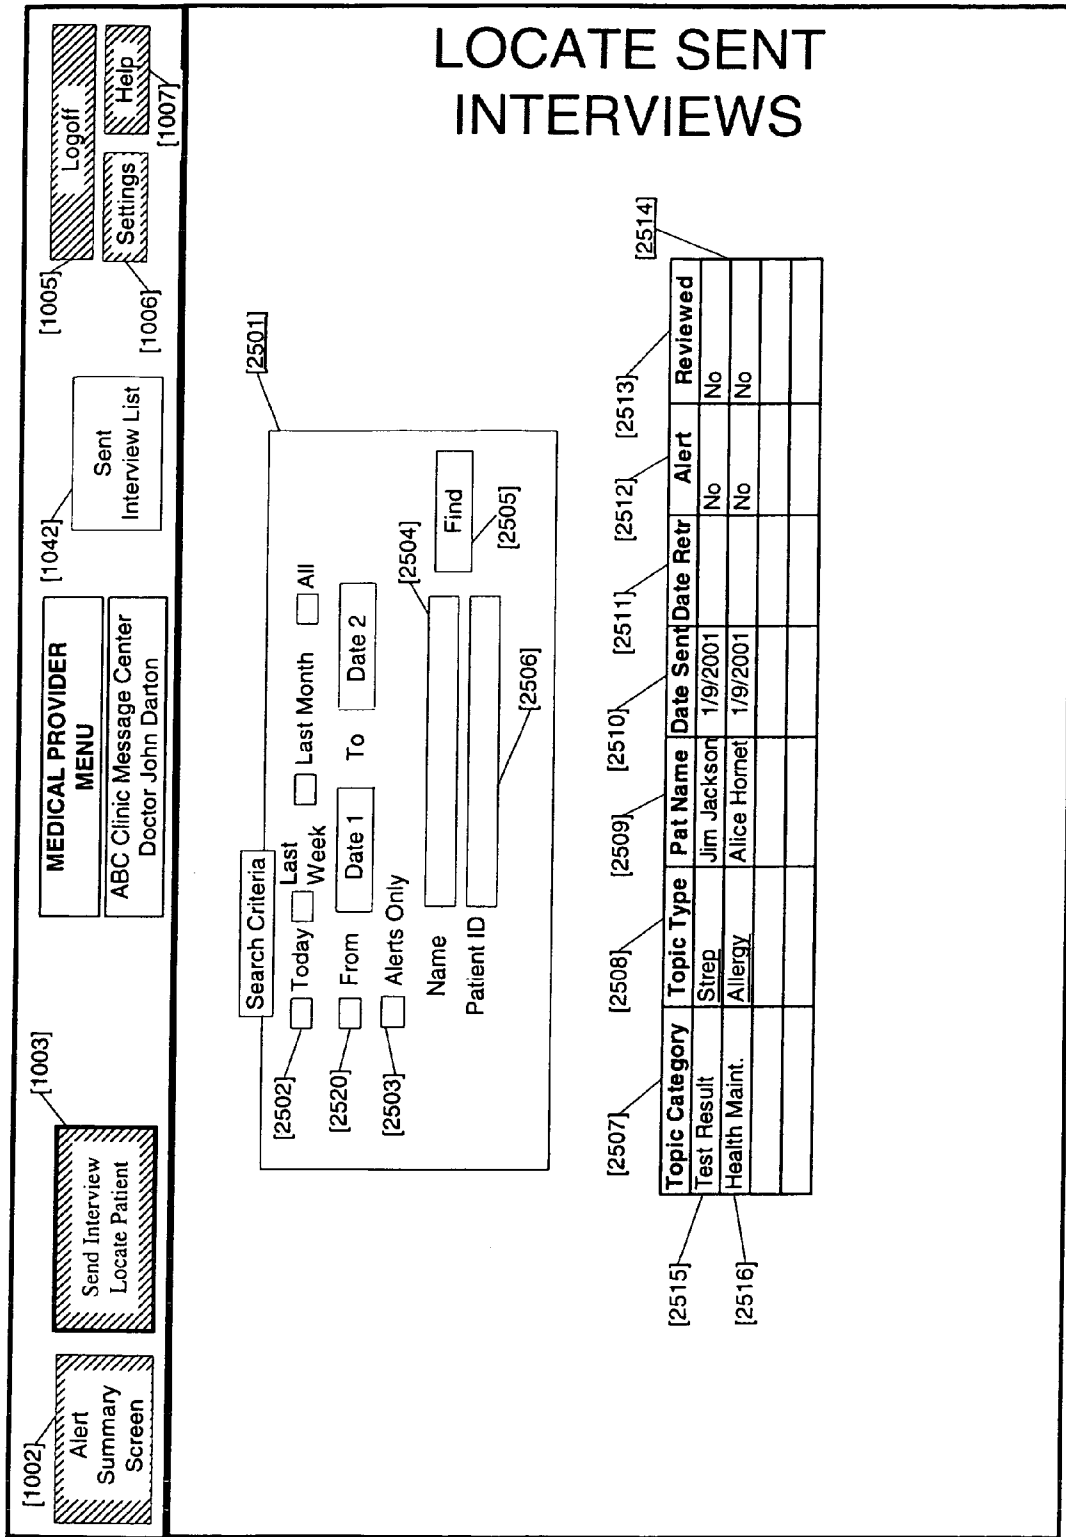 [1002]
Alert
Summary
Screen
[1003]
Send Interview
Locate Patient
MEDICAL PROVIDER
MENU
ABC Clinic Message Center
Doctor John Darton
[1042]
Sent
Interview List
[1005]
Logoff
[1006]
Settings
Help
[1007]
[2501]
Search Criteria
[2502]
Today
Last
Week
Last Month
All
[2520]
From
Date 1
To
Date 2
[2503]
Alerts Only
[2504]
Name
Find
[2505]
Patient ID
[2506]
[2507]
[2508]
[2509]
[2510]
[2511]
[2512]
[2513]
[2514]
Topic Category Topic Type Pat Name Date Sent Date Retr Alert Reviewed
[2515]
Test Result Strep Jim Jackson 1/9/2001 No No
[2516]
Health Maint. Allergy Alice Hornet 1/9/2001 No No
LOCATE SENT
INTERVIEWS